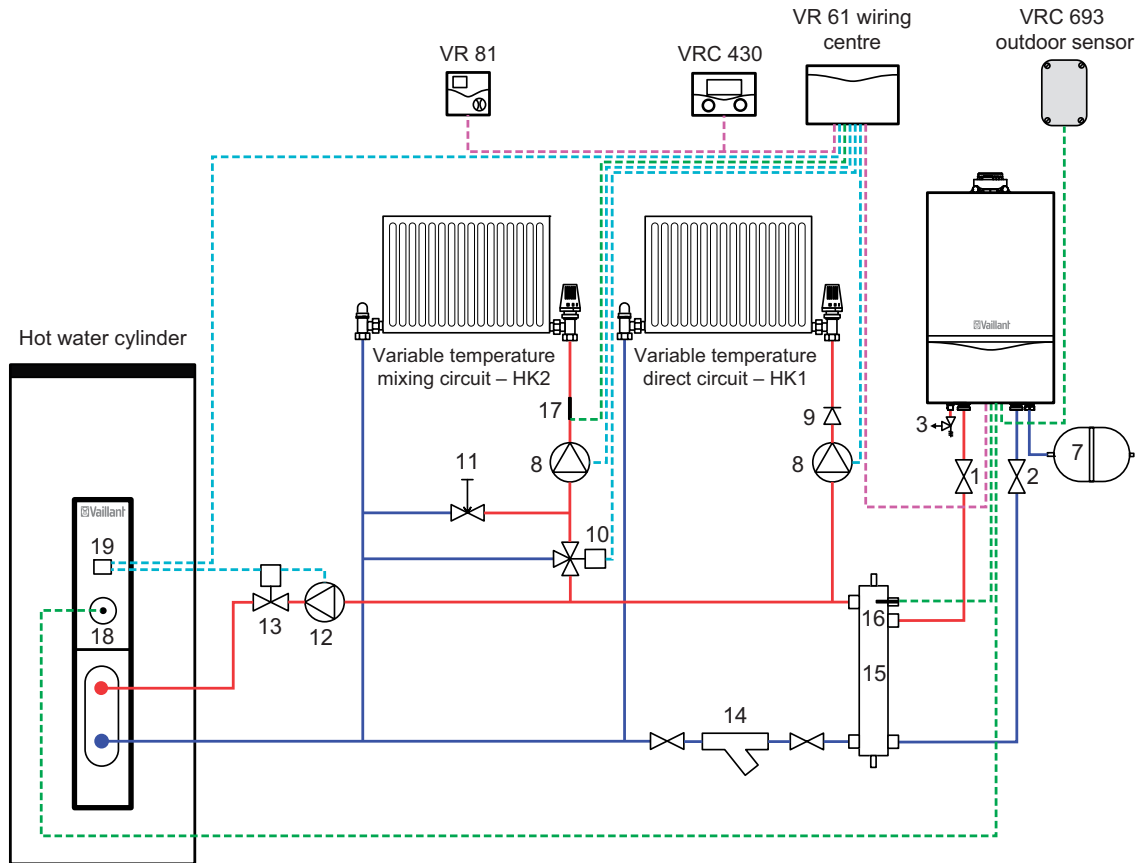 VR 61 wiring
centre
VRC 693
outdoor sensor
VR 81
VRC 430
Hot water cylinder
Variable temperature
mixing circuit – HK2
Variable temperature
direct circuit – HK1
Vaillant
17
9
3
7
8
8
1
2
11
10
Vaillant
19
13
12
18
16
15
14